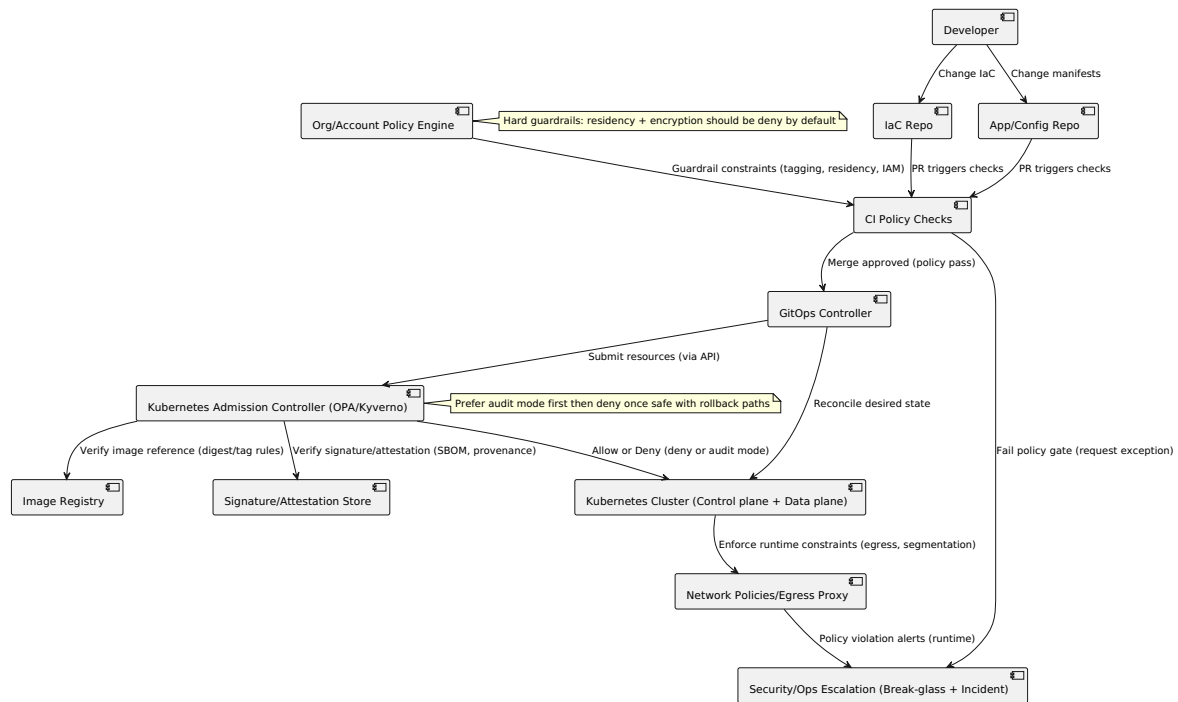 Developer
Change IaC
Change manifests
Org/Account Policy Engine
Hard guardrails: residency + encryption should be deny by default
IaC Repo
App/Config Repo
Guardrail constraints (tagging, residency, IAM)
PR triggers checks
PR triggers checks
CI Policy Checks
Merge approved (policy pass)
GitOps Controller
Submit resources (via API)
Kubernetes Admission Controller (OPA/Kyverno)
Prefer audit mode first then deny once safe with rollback paths
Reconcile desired state
Verify image reference (digest/tag rules)
Verify signature/attestation (SBOM, provenance)
Allow or Deny (deny or audit mode)
Fail policy gate (request exception)
Image Registry
Signature/Attestation Store
Kubernetes Cluster (Control plane + Data plane)
Enforce runtime constraints (egress, segmentation)
Network Policies/Egress Proxy
Policy violation alerts (runtime)
Security/Ops Escalation (Break-glass + Incident)